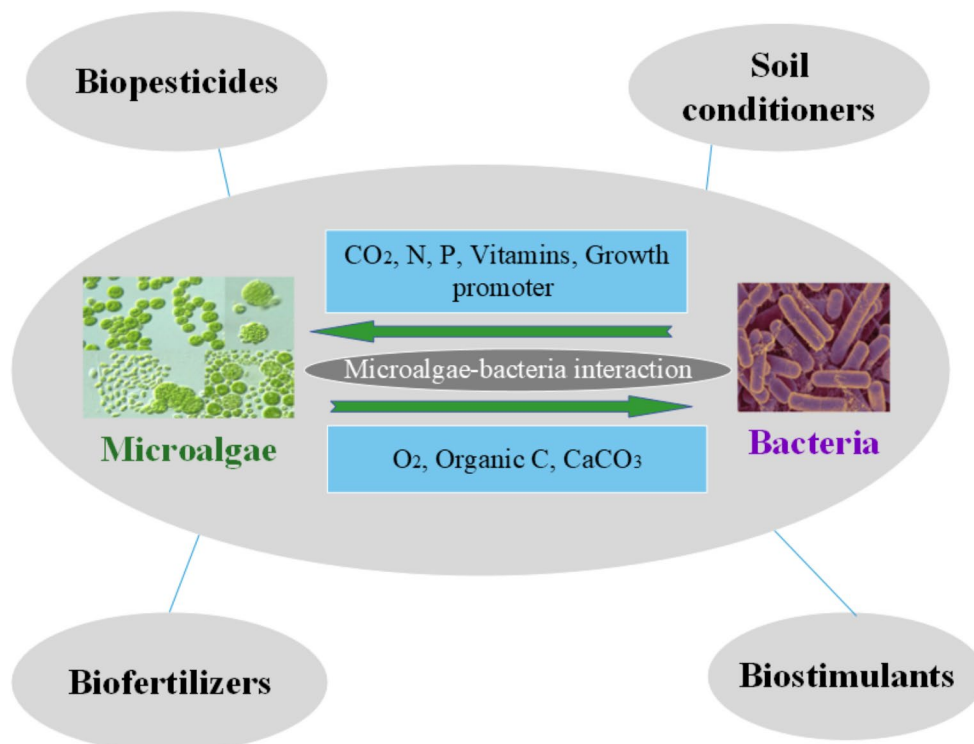 Biopesticides
Soil
conditioners
CO₂, N, P, Vitamins, Growth
promoter
Microalgae-bacteria interaction
Microalgae
Bacteria
O₂, Organic C, CaCO₃
Biofertilizers
Biostimulants